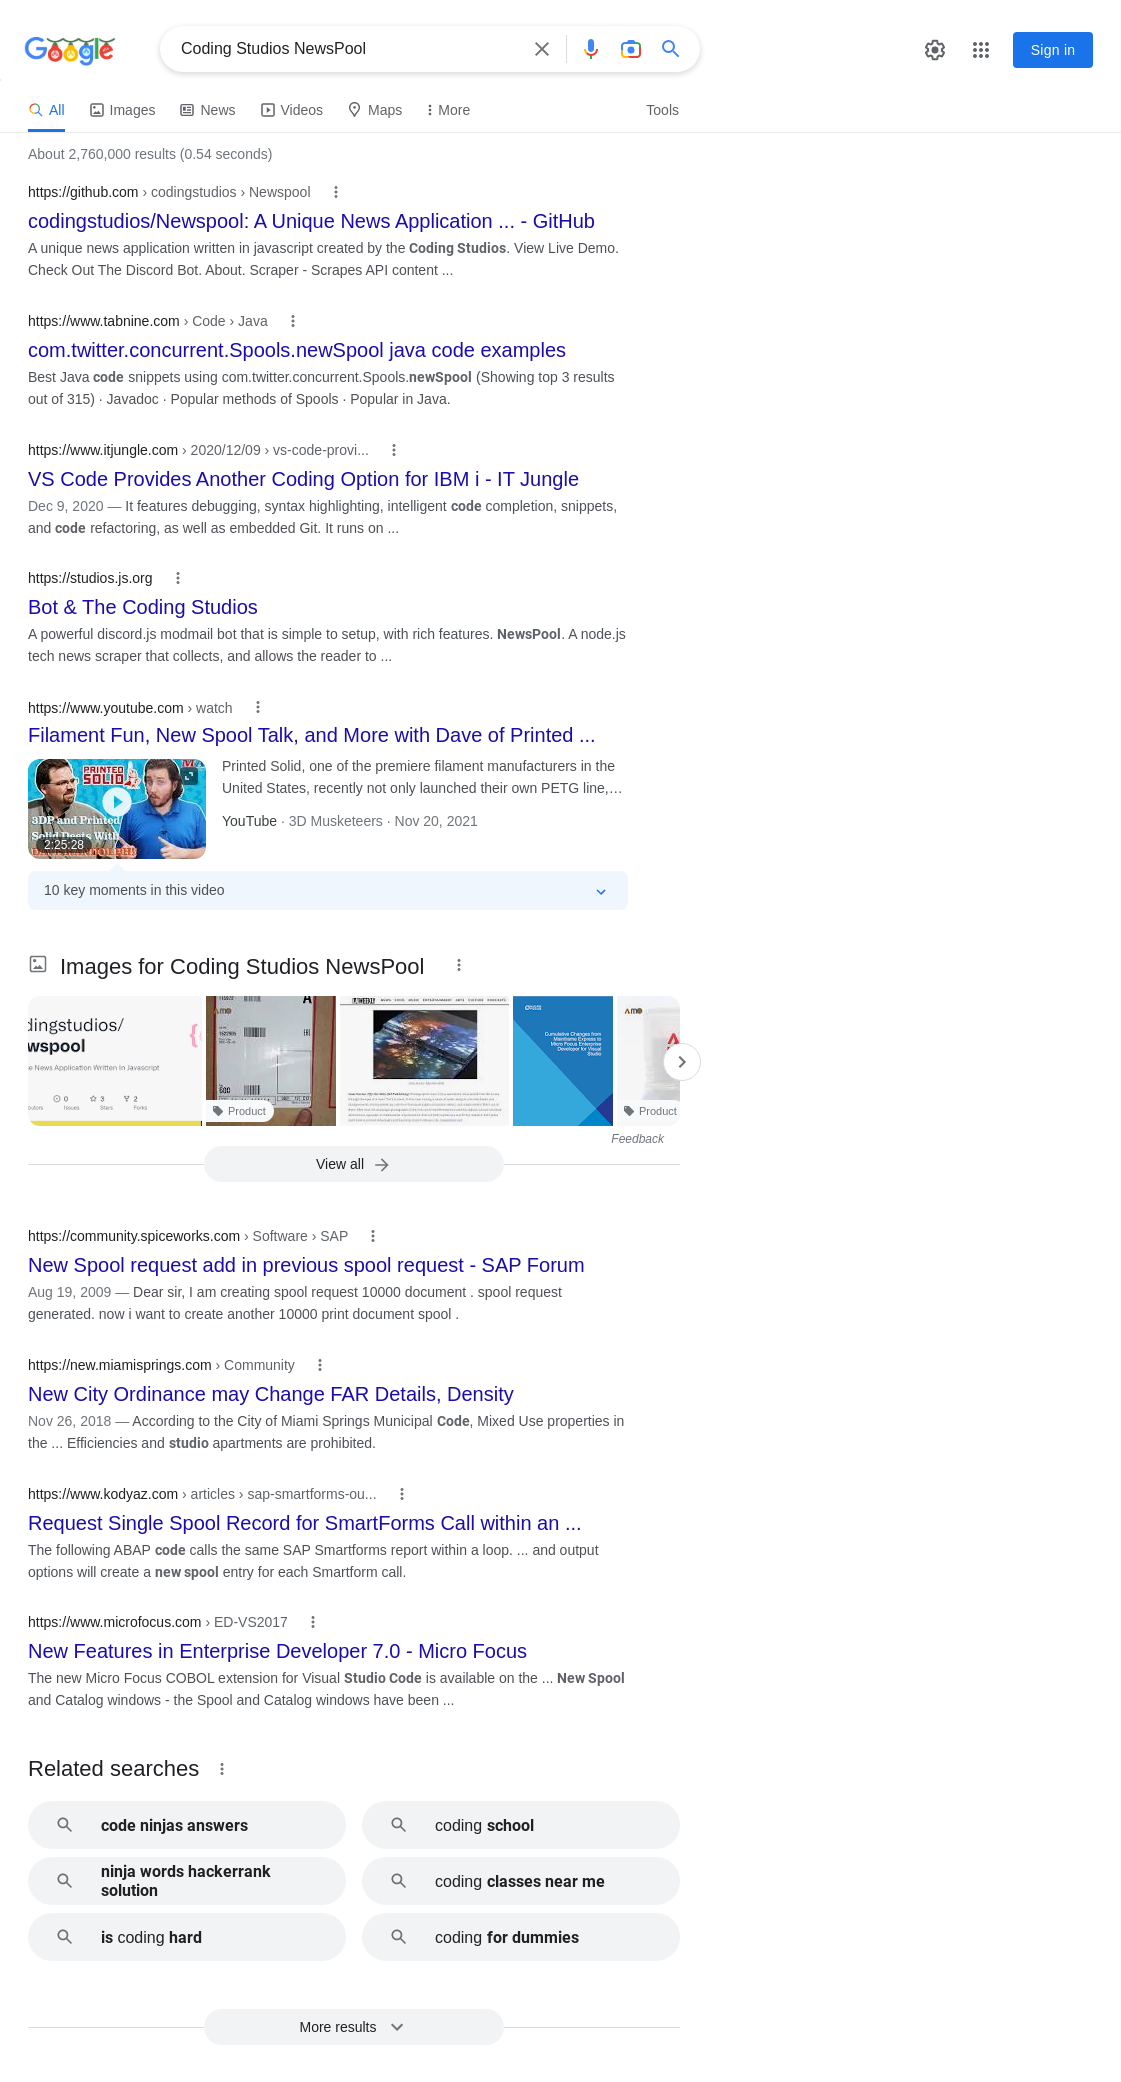 Google
Coding Studios NewsPool
Sign in
All
Images
News
Videos
Maps
More
Tools
About 2,760,000 results (0.54 seconds)
https://github.com › codingstudios › Newspool
codingstudios/Newspool: A Unique News Application ... - GitHub
A unique news application written in javascript created by the Coding Studios. View Live Demo.
Check Out The Discord Bot. About. Scraper - Scrapes API content ...
https://www.tabnine.com › Code › Java
com.twitter.concurrent.Spools.newSpool java code examples
Best Java code snippets using com.twitter.concurrent.Spools.newSpool (Showing top 3 results
out of 315) · Javadoc · Popular methods of Spools · Popular in Java.
https://www.itjungle.com › 2020/12/09 › vs-code-provi...
VS Code Provides Another Coding Option for IBM i - IT Jungle
Dec 9, 2020 — It features debugging, syntax highlighting, intelligent code completion, snippets,
and code refactoring, as well as embedded Git. It runs on ...
https://studios.js.org
Bot & The Coding Studios
A powerful discord.js modmail bot that is simple to setup, with rich features. NewsPool. A node.js
tech news scraper that collects, and allows the reader to ...
https://www.youtube.com › watch
Filament Fun, New Spool Talk, and More with Dave of Printed ...
PRINTED
SOLID
3DP and Printed
Solid Deets With
2:25:28
Printed Solid, one of the premiere filament manufacturers in the
United States, recently not only launched their own PETG line,…
YouTube · 3D Musketeers · Nov 20, 2021
10 key moments in this video
Images for Coding Studios NewsPool
dingstudios/
wspool
e News Application Written In Javascript
0
3
2
Issues
Stars
Forks
Product
WEEKLY
Cumulative Changes from
Mainframe Express to
Micro Focus Enterprise
Developer for Visual
Studio
AMO
Product
Feedback
View all
https://community.spiceworks.com › Software › SAP
New Spool request add in previous spool request - SAP Forum
Aug 19, 2009 — Dear sir, I am creating spool request 10000 document . spool request
generated. now i want to create another 10000 print document spool .
https://new.miamisprings.com › Community
New City Ordinance may Change FAR Details, Density
Nov 26, 2018 — According to the City of Miami Springs Municipal Code, Mixed Use properties in
the ... Efficiencies and studio apartments are prohibited.
https://www.kodyaz.com › articles › sap-smartforms-ou...
Request Single Spool Record for SmartForms Call within an ...
The following ABAP code calls the same SAP Smartforms report within a loop. ... and output
options will create a new spool entry for each Smartform call.
https://www.microfocus.com › ED-VS2017
New Features in Enterprise Developer 7.0 - Micro Focus
The new Micro Focus COBOL extension for Visual Studio Code is available on the ... New Spool
and Catalog windows - the Spool and Catalog windows have been ...
Related searches
code ninjas answers
coding school
ninja words hackerrank
solution
coding classes near me
is coding hard
coding for dummies
More results